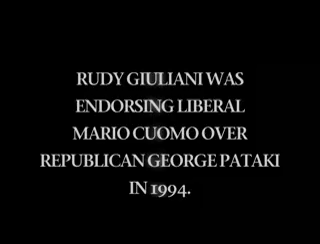 RUDY GIULIANI WAS
ENDORSING LIBERAL
MARIO CUOMO OVER
REPUBLICAN GEORGE PATAKI
IN 1994.